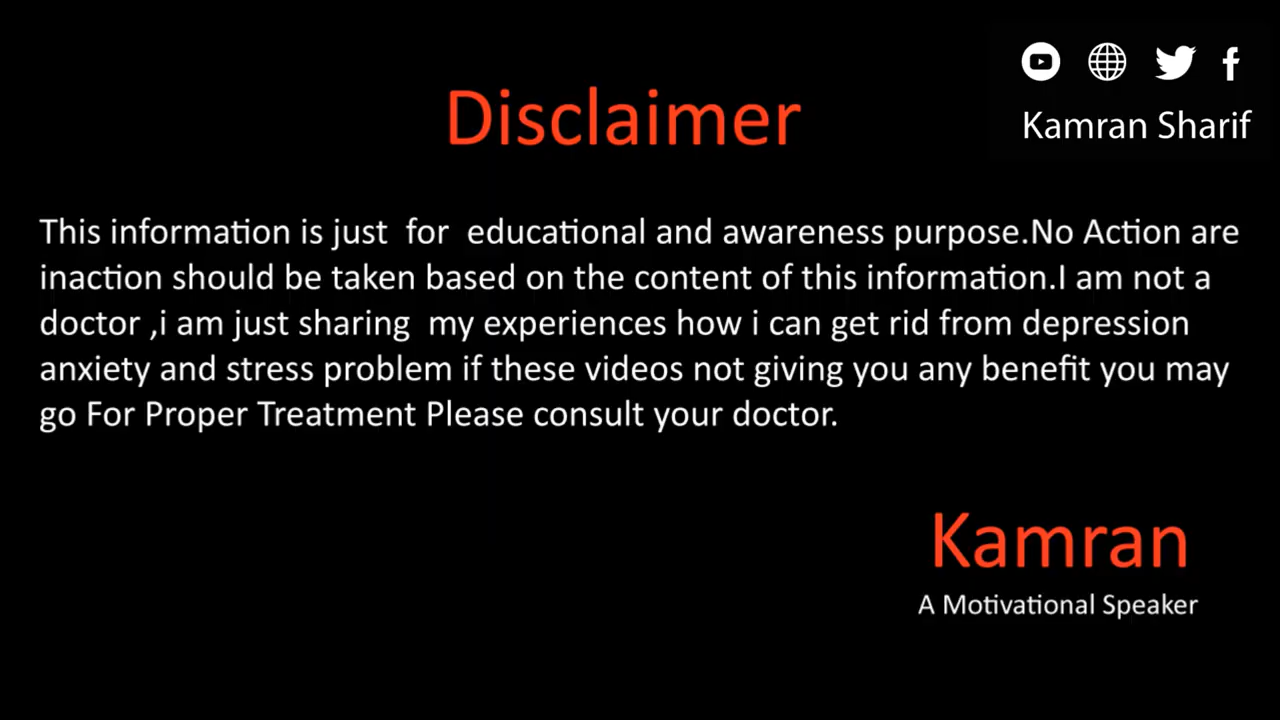 Disclaimer
Kamran Sharif
This information is just  for  educational and awareness purpose.No Action are
inaction should be taken based on the content of this information.I am not a
doctor ,i am just sharing  my experiences how i can get rid from depression
anxiety and stress problem if these videos not giving you any benefit you may
go For Proper Treatment Please consult your doctor.
Kamran
A Motivational Speaker